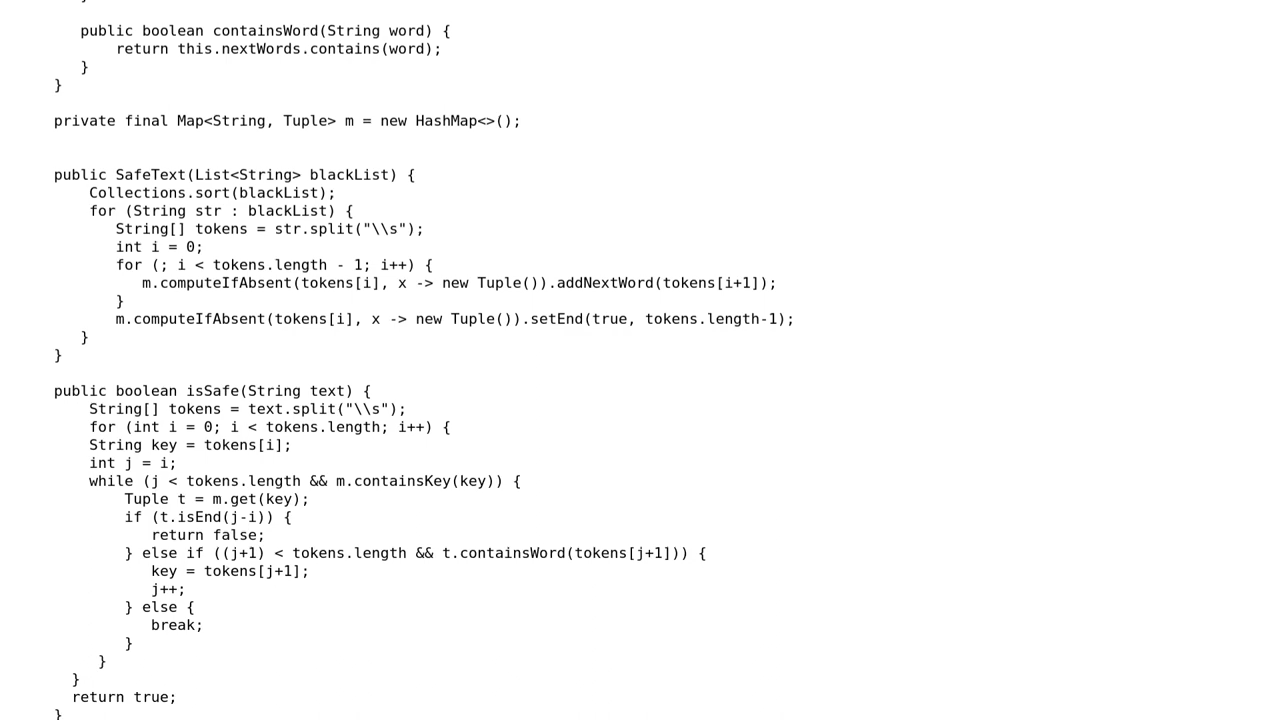 public boolean containsWord(String word) {
return this.nextWords.contains(word);
}
}
private final Map<String, Tuple> m = new HashMap<>();
public SafeText(List<String> blackList) {
Collections.sort(blackList);
for (String str : blackList) {
String[] tokens = str.split("\\s");
int i = 0;
for (; i < tokens.length - 1; i++) {
m.computeIfAbsent(tokens[i], x -> new Tuple()).addNextWord(tokens[i+1]);
}
m.computeIfAbsent(tokens[i], x -> new Tuple()).setEnd(true, tokens.length-1);
}
}
public boolean isSafe(String text) {
String[] tokens = text.split("\\s");
for (int i = 0; i < tokens.length; i++) {
String key = tokens[i];
int j = i;
while (j < tokens.length && m.containsKey(key)) {
Tuple t = m.get(key);
if (t.isEnd(j-i)) {
return false;
} else if ((j+1) < tokens.length && t.containsWord(tokens[j+1])) {
key = tokens[j+1];
j++;
} else {
break;
}
}
}
return true;
}